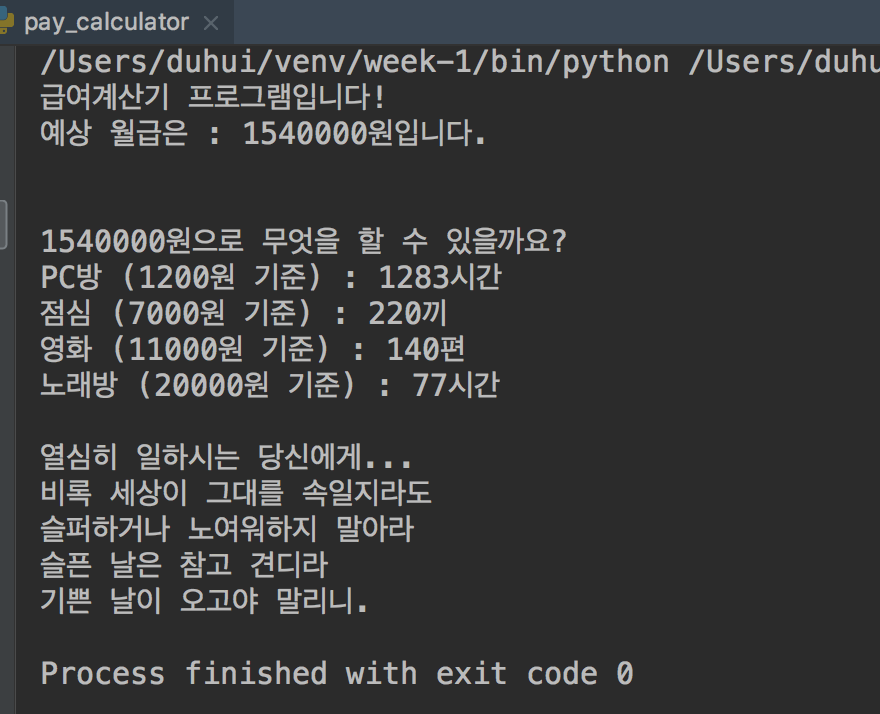 pay_calculator
/Users/duhui/venv/week-1/bin/python /Users/duhu
급여계산기 프로그램입니다!
예상 월급은 : 1540000원입니다.
1540000원으로 무엇을 할 수 있을까요?
PC방 (1200원 기준) : 1283시간
점심 (7000원 기준) : 220끼
영화 (11000원 기준) : 140편
노래방 (20000원 기준) : 77시간
열심히 일하시는 당신에게...
비록 세상이 그대를 속일지라도
슬퍼하거나 노여워하지 말아라
슬픈 날은 참고 견디라
기쁜 날이 오고야 말리니.
Process finished with exit code 0